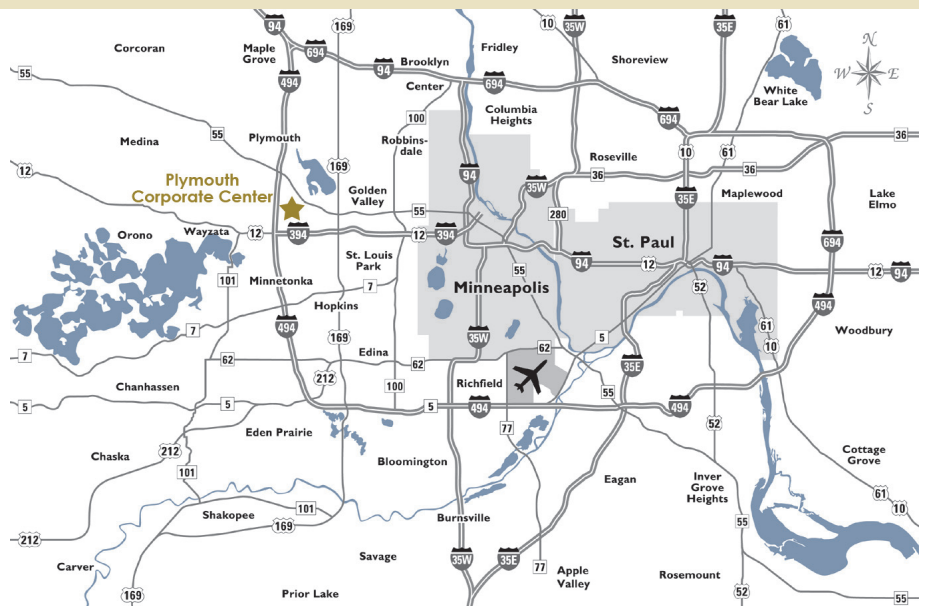 94
169
10
35W
35E
61
N
Corcoran
Maple
Grove
694
Fridley
Shoreview
W
E
55
494
94
Brooklyn
Center
694
White
Bear Lake
S
100
Columbia
Heights
694
Medina
55
Plymouth
Robbins-
dale
10
61
36
12
169
94
35W
Roseville
36
36
Plymouth
Corporate Center
Golden
Valley
35E
Maplewood
Lake
Elmo
55
280
Orono
Wayzata
12
394
12
394
St. Paul
694
101
Minnetonka
St. Louis
Park
7
55
94
12
94
12
94
Minneapolis
52
Hopkins
494
169
35W
5
61
494
Woodbury
7
7
62
Edina
62
62
10
Chanhassen
212
100
Richfield
35E
55
5
5
5
494
494
77
52
Eden Prairie
212
Chaska
101
Bloomington
Eagan
Inver
Grove
Heights
Cottage
Grove
61
10
Shakopee
101
169
Burnsville
55
212
Carver
Savage
35W
35E
77
Apple
Valley
Rosemount
169
Prior Lake
52
55